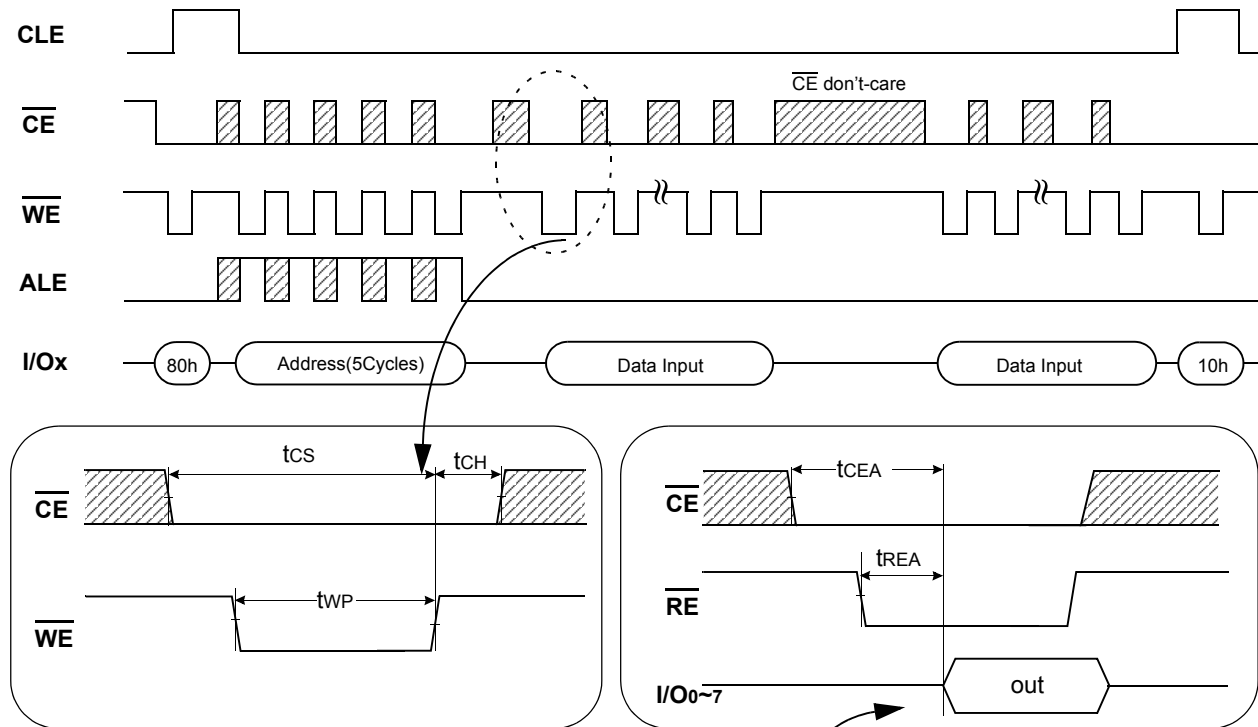 CLE
CE don't-care
CE
WE
ALE
I/Ox
80h
Address(5Cycles)
Data Input
Data Input
10h
tCS
tCH
CE
tWP
WE
tCEA
CE
tREA
RE
I/O0~7
out